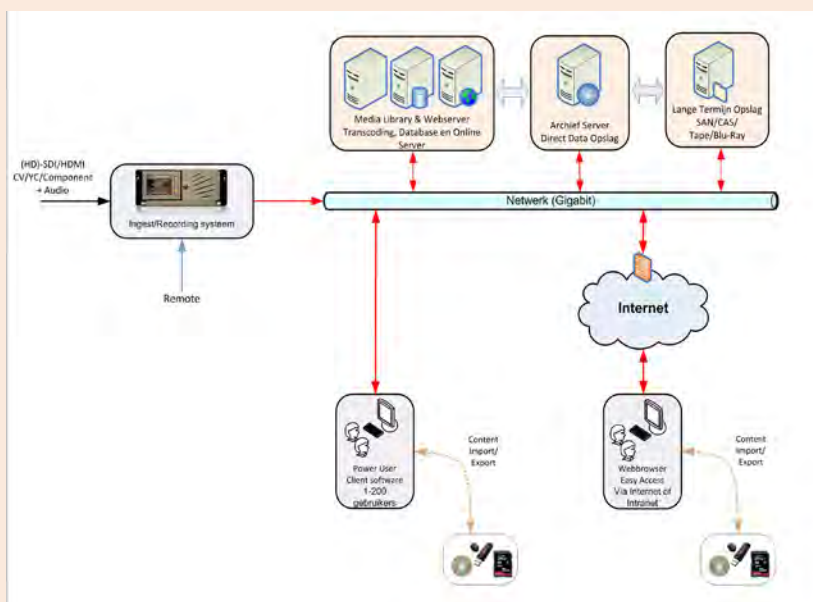 Media Library & Webserver
Transcoding, Database en Online
Server
Archief Server
Direct Data Opslag
Lange Termijn Opslag
SAN/CAS/
Tape/Blu-Ray
(HD)-SDI/HDMI
CV/YC/Component
+ Audio
Ingest/Recording systeem
Netwerk (Gigabit)
Remote
Internet
Power User
Client software
1-200
gebruikers
Content
Import/
Export
Webbrowser
Easy Access
Via Internet of
Intranet
Content
Import/
Export